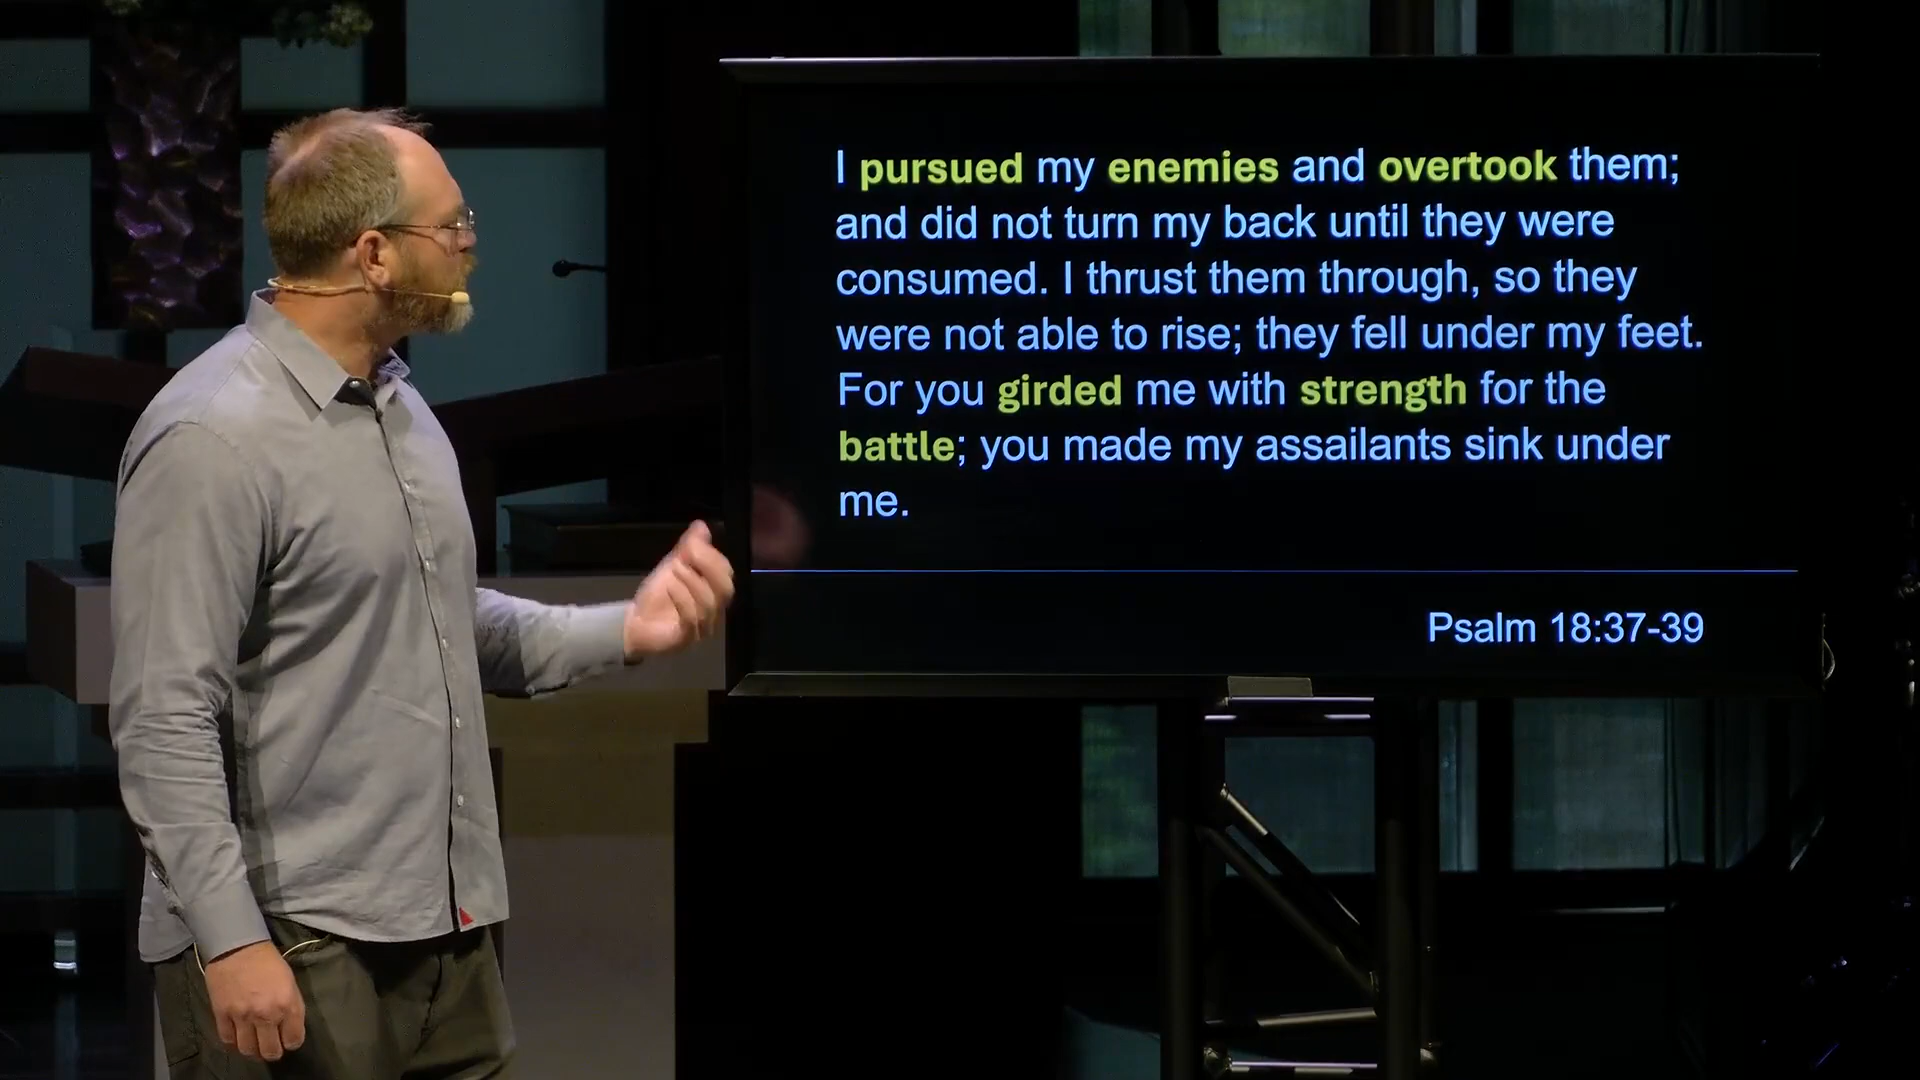 I pursued my enemies and overtook them;
and did not turn my back until they were
consumed. I thrust them through, so they
were not able to rise; they fell under my feet.
For you girded me with strength for the
battle; you made my assailants sink under
me.
Psalm 18:37-39